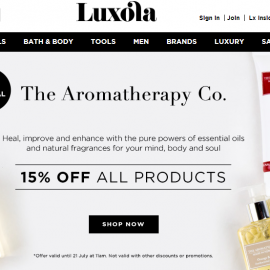 Luxola
Sign In | Join | Lx Insi
LS BATH & BODY TOOLS MEN BRANDS LUXURY SA
AL
The Aromatherapy Co.
Heal, improve and enhance with the pure powers of essential oils
and natural fragrances for your mind, body and soul
15% OFF ALL PRODUCTS
SHOP NOW
*Offer valid until 21 July at 11am. Not valid with other discounts or promotions.